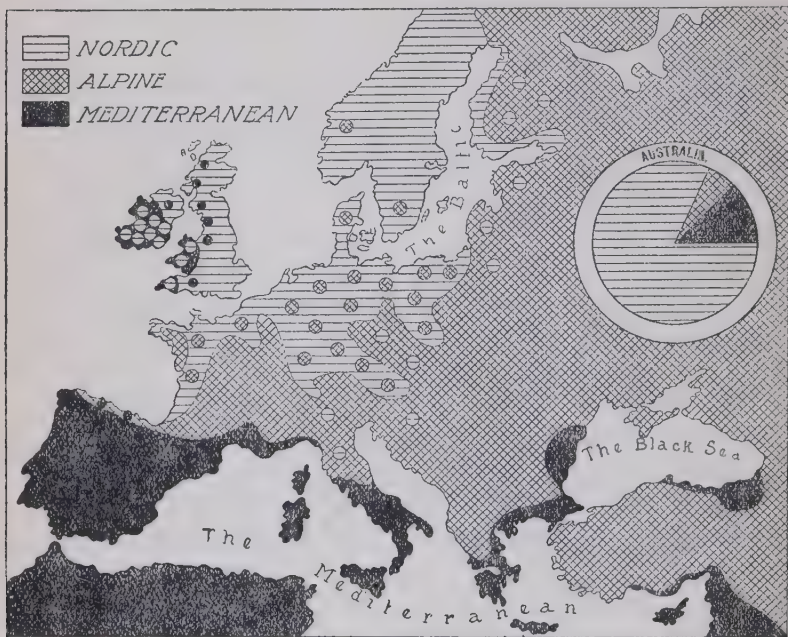 NORDIC
ALPINE
MEDITERRANEAN
AUSTRALIA.
The Baltic
The Black Sea
The
Mediterranean